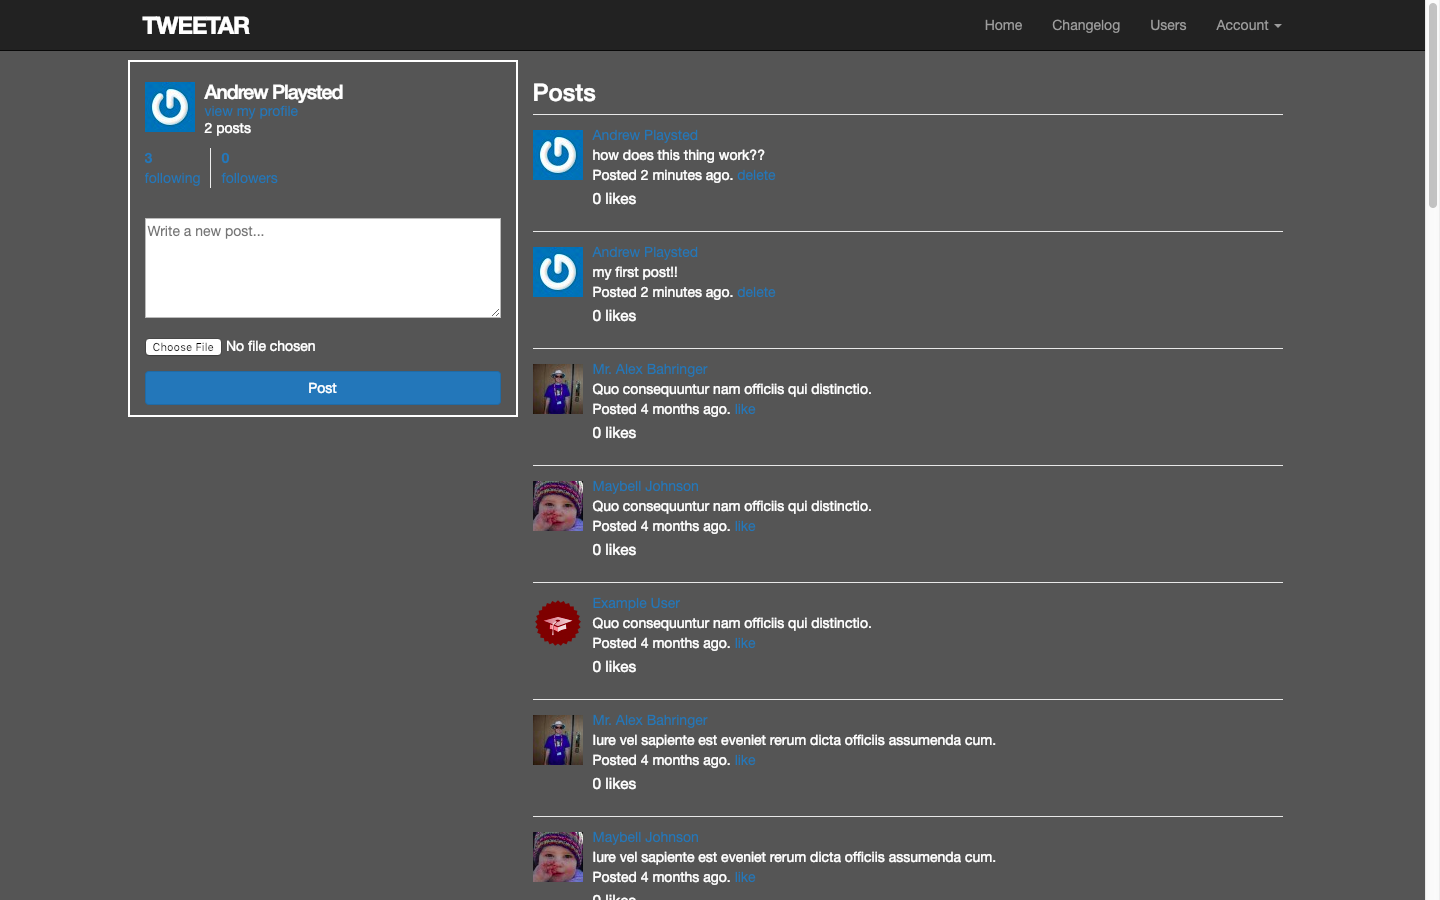 TWEETAR
Home Changelog Users Account
Andrew Playsted
view my profile
2 posts
3 following
0 followers
Write a new post...
Choose File No file chosen
Post
Posts
Andrew Playsted
how does this thing work??
Posted 2 minutes ago. delete
0 likes
Andrew Playsted
my first post!!
Posted 2 minutes ago. delete
0 likes
Mr. Alex Bahringer
Quo consequuntur nam officiis qui distinctio.
Posted 4 months ago. like
0 likes
Maybell Johnson
Quo consequuntur nam officiis qui distinctio.
Posted 4 months ago. like
0 likes
Example User
Quo consequuntur nam officiis qui distinctio.
Posted 4 months ago. like
0 likes
Mr. Alex Bahringer
Iure vel sapiente est eveniet rerum dicta officiis assumenda cum.
Posted 4 months ago. like
0 likes
Maybell Johnson
Iure vel sapiente est eveniet rerum dicta officiis assumenda cum.
Posted 4 months ago. like
0 likes